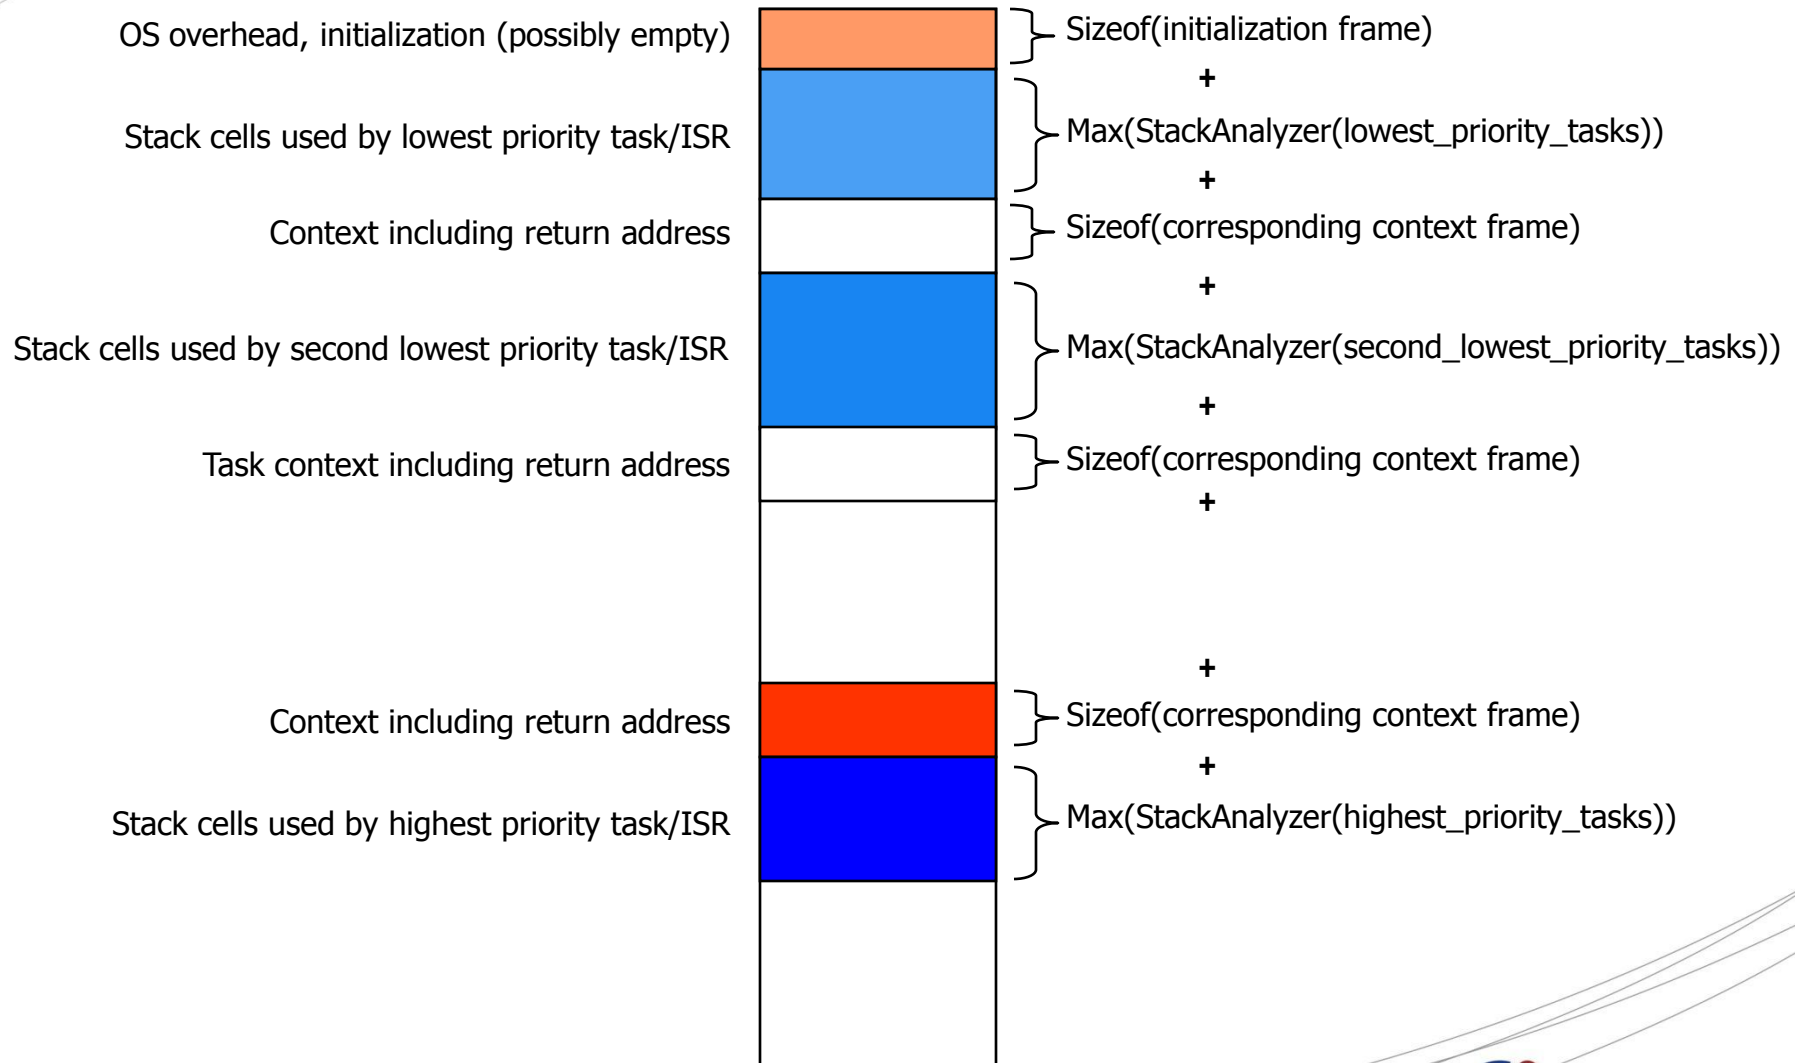 OS overhead, initialization (possibly empty)
Sizeof(initialization frame)
+
Stack cells used by lowest priority task/ISR
Max(StackAnalyzer(lowest_priority_tasks))
+
Context including return address
Sizeof(corresponding context frame)
+
Stack cells used by second lowest priority task/ISR
Max(StackAnalyzer(second_lowest_priority_tasks))
+
Task context including return address
Sizeof(corresponding context frame)
+
+
Context including return address
Sizeof(corresponding context frame)
+
Stack cells used by highest priority task/ISR
Max(StackAnalyzer(highest_priority_tasks))